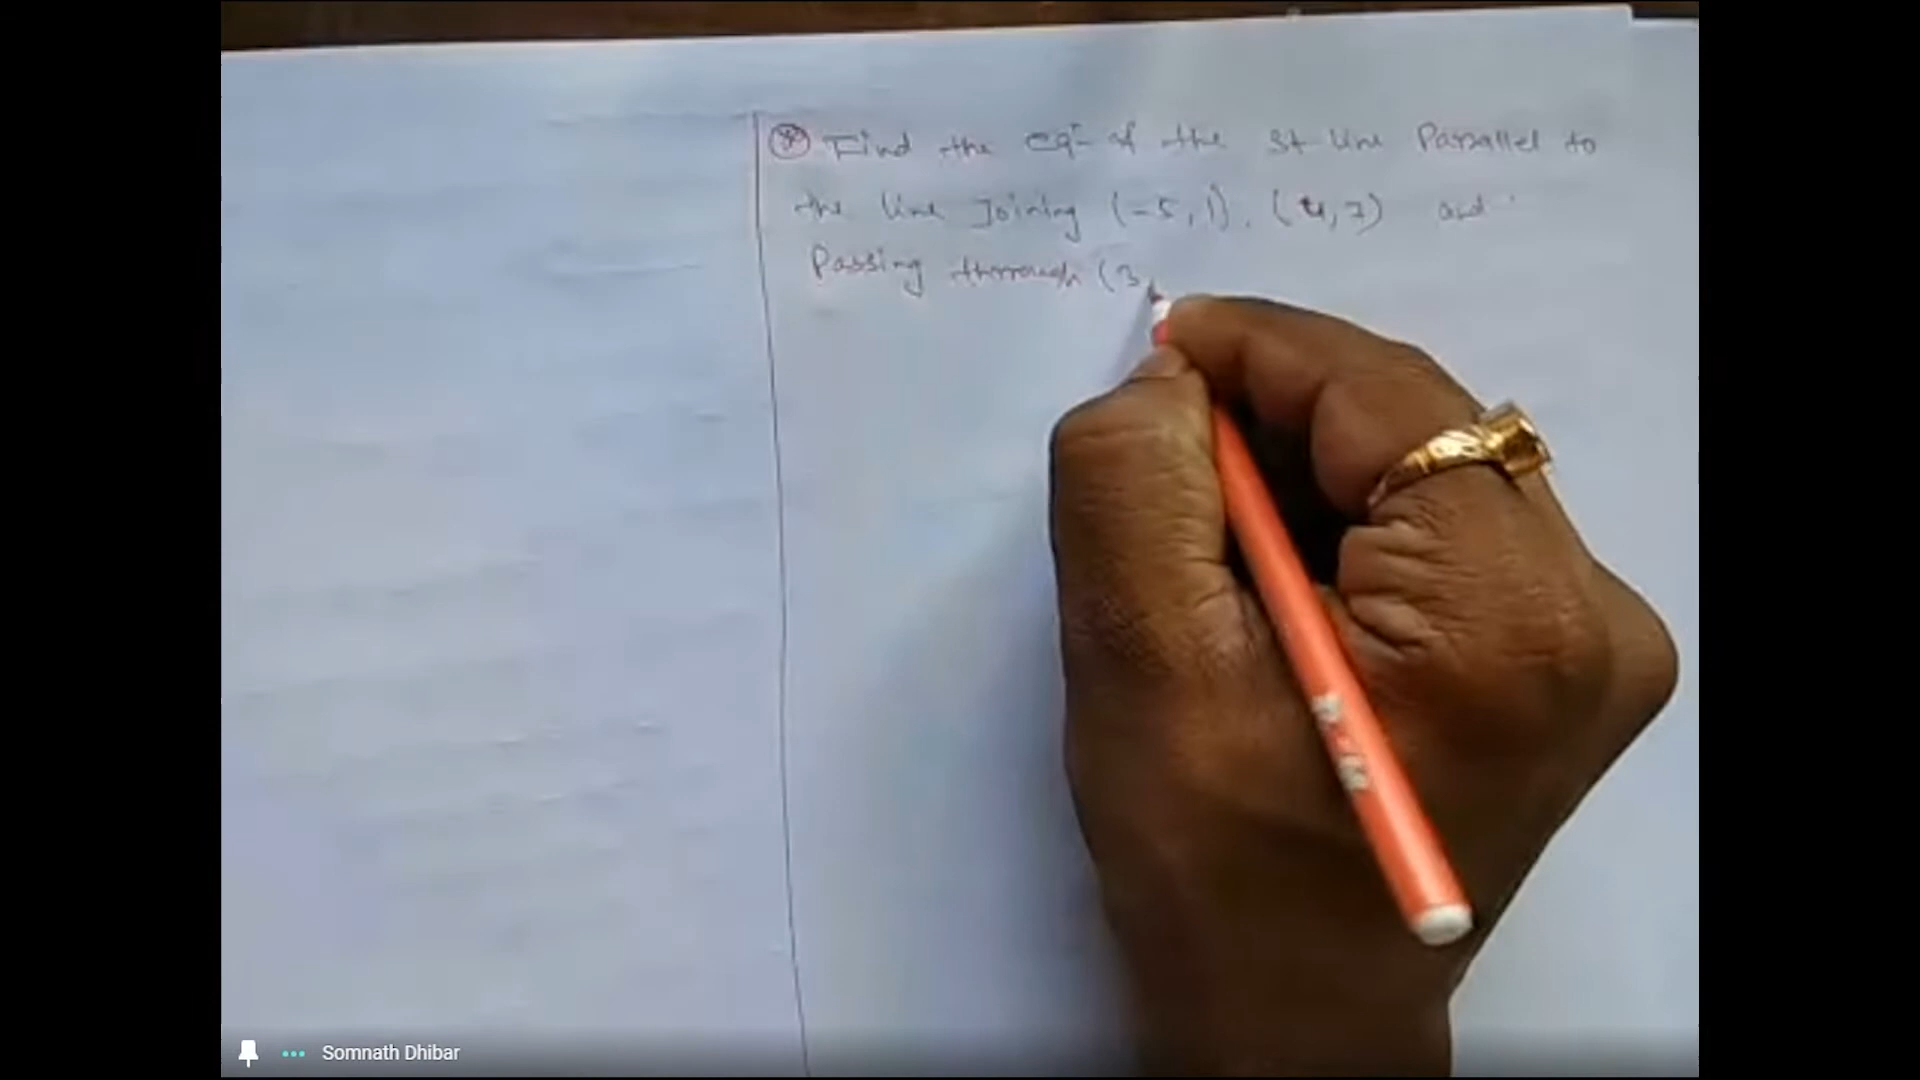 Find the eqⁿ of the st line Parallel to
the line Joining (-5, 1), (4, 7) and
Passing through (3,
Somnath Dhibar